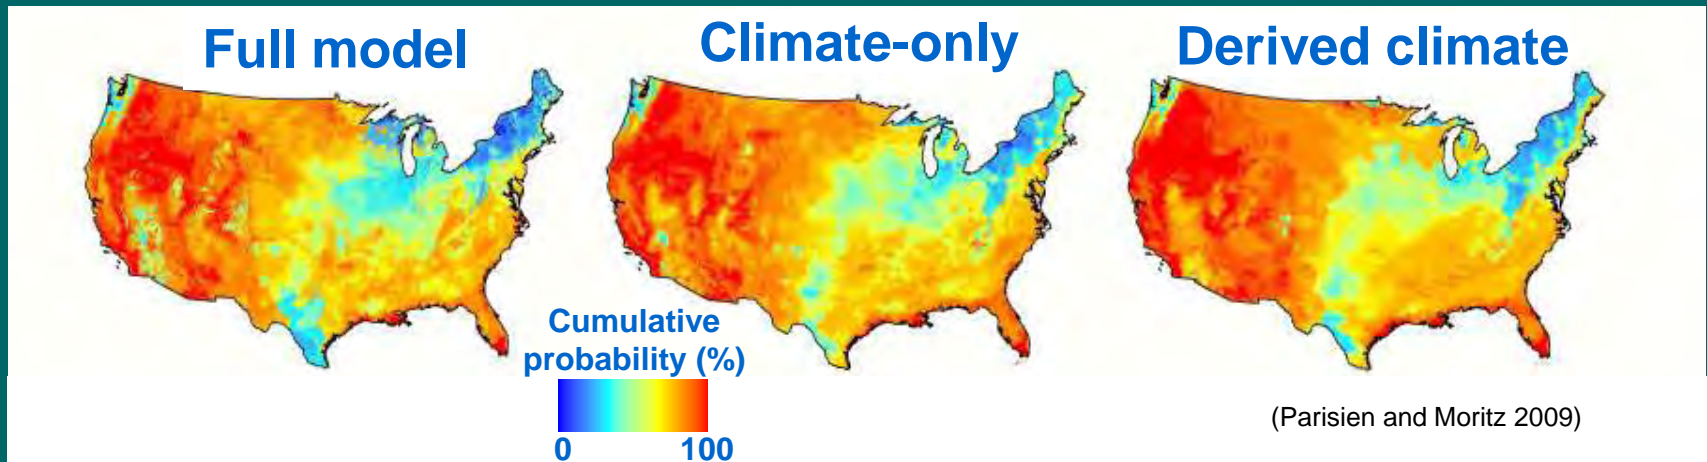 Full model
Climate-only
Derived climate
Cumulative
probability (%)
0 100
(Parisien and Moritz 2009)